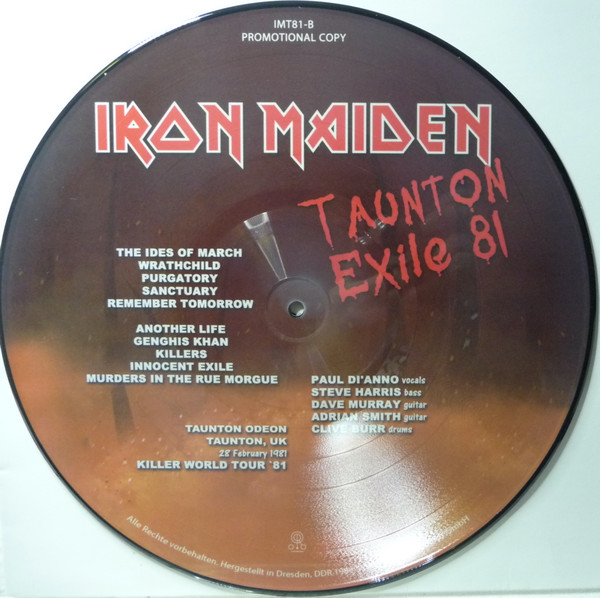 IMT81-B
PROMOTIONAL COPY
IRON MAIDEN
TAUNTON
EXile 81
THE IDES OF MARCH
WRATHCHILD
PURGATORY
SANCTUARY
REMEMBER TOMORROW
ANOTHER LIFE
GENGHIS KHAN
KILLERS
INNOCENT EXILE
MURDERS IN THE RUE MORGUE
PAUL DI'ANNO vocals
STEVE HARRIS bass
DAVE MURRAY guitar
ADRIAN SMITH guitar
CLIVE BURR drums
TAUNTON ODEON
TAUNTON, UK
28 February 1981
KILLER WORLD TOUR '81
Alle Rechte vorbehalten. Hergestellt in Dresden, DDR